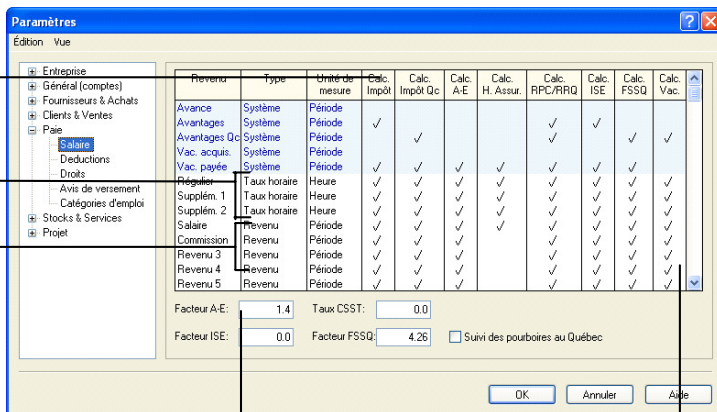 Paramètres
Édition Vue
Entreprise
Général (comptes)
Fournisseurs & Achats
Clients & Ventes
Paie
Salaire
Deductions
Droits
Avis de versement
Catégories d'emploi
Stocks & Services
Projet
Revenu Type Unité de mesure Calc. Impôt Calc. Impôt Qc Calc. A-E Calc. H. Assur. Calc. RPC/RRQ Calc. ISE Calc. FSSQ Calc. Vac.
Avance Système Période
Avantages Système Période
Avantages Qc Système Période
Vac. acquis. Système Période
Vac. payée Système Période
Régulier Taux horaire Heure
Supplém. 1 Taux horaire Heure
Supplém. 2 Taux horaire Heure
Salaire Revenu Période
Commission Revenu Période
Revenu 3 Revenu Période
Revenu 4 Revenu Période
Revenu 5 Revenu Période
Facteur A-E: 1.4 Taux CSST: 0.0
Facteur ISE: 0.0 Facteur FSSQ: 4.26 Suivi des pourboires au Québec
OK Annuler Aide